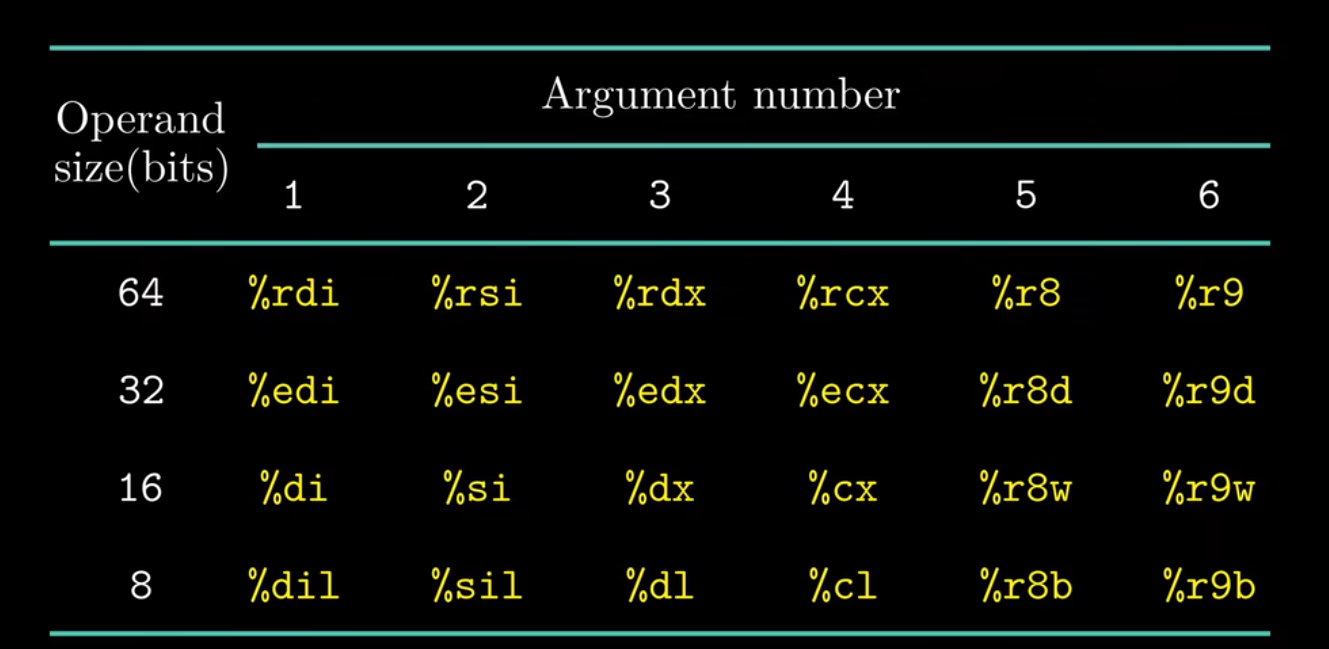 Argument number
Operand
size(bits)
1 2 3 4 5 6
64 %rdi %rsi %rdx %rcx %r8 %r9
32 %edi %esi %edx %ecx %r8d %r9d
16 %di %si %dx %cx %r8w %r9w
8 %dil %sil %dl %cl %r8b %r9b